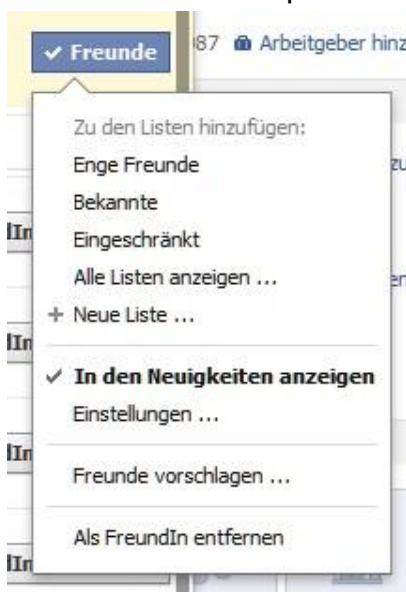 ✓ Freunde
87 Arbeitgeber hinz
Zu den Listen hinzufügen:
Enge Freunde
Bekannte
Eingeschränkt
Alle Listen anzeigen ...
+ Neue Liste ...
✓ In den Neuigkeiten anzeigen
Einstellungen ...
Freunde vorschlagen ...
Als FreundIn entfernen